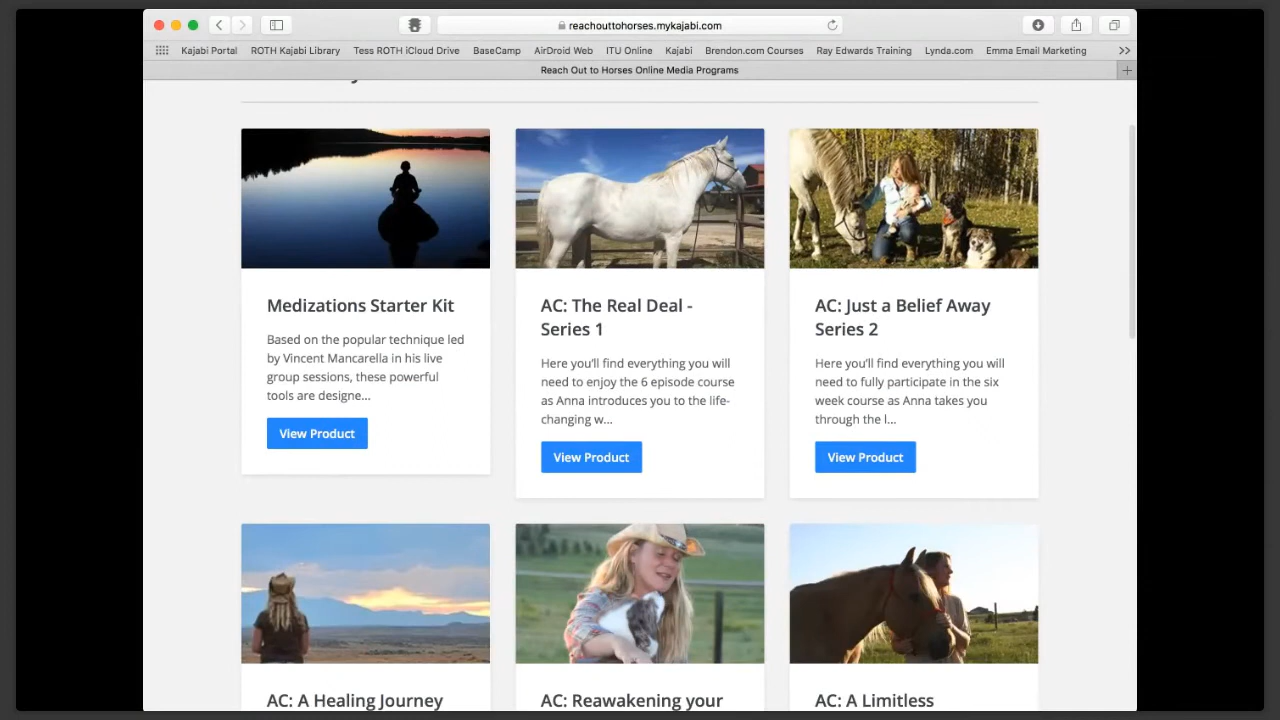 reachouttohorses.mykajabi.com
Kajabi Portal ROTH Kajabi Library Tess ROTH iCloud Drive BaseCamp AirDroid Web ITU Online Kajabi Brendon.com Courses Ray Edwards Training Lynda.com Emma Email Marketing
Reach Out to Horses Online Media Programs
Medizations Starter Kit
Based on the popular technique led
by Vincent Mancarella in his live
group sessions, these powerful
tools are designe...
View Product
AC: The Real Deal -
Series 1
Here you'll find everything you will
need to enjoy the 6 episode course
as Anna introduces you to the life-
changing w...
View Product
AC: Just a Belief Away
Series 2
Here you'll find everything you will
need to fully participate in the six
week course as Anna takes you
through the l...
View Product
AC: A Healing Journey
AC: Reawakening your
AC: A Limitless